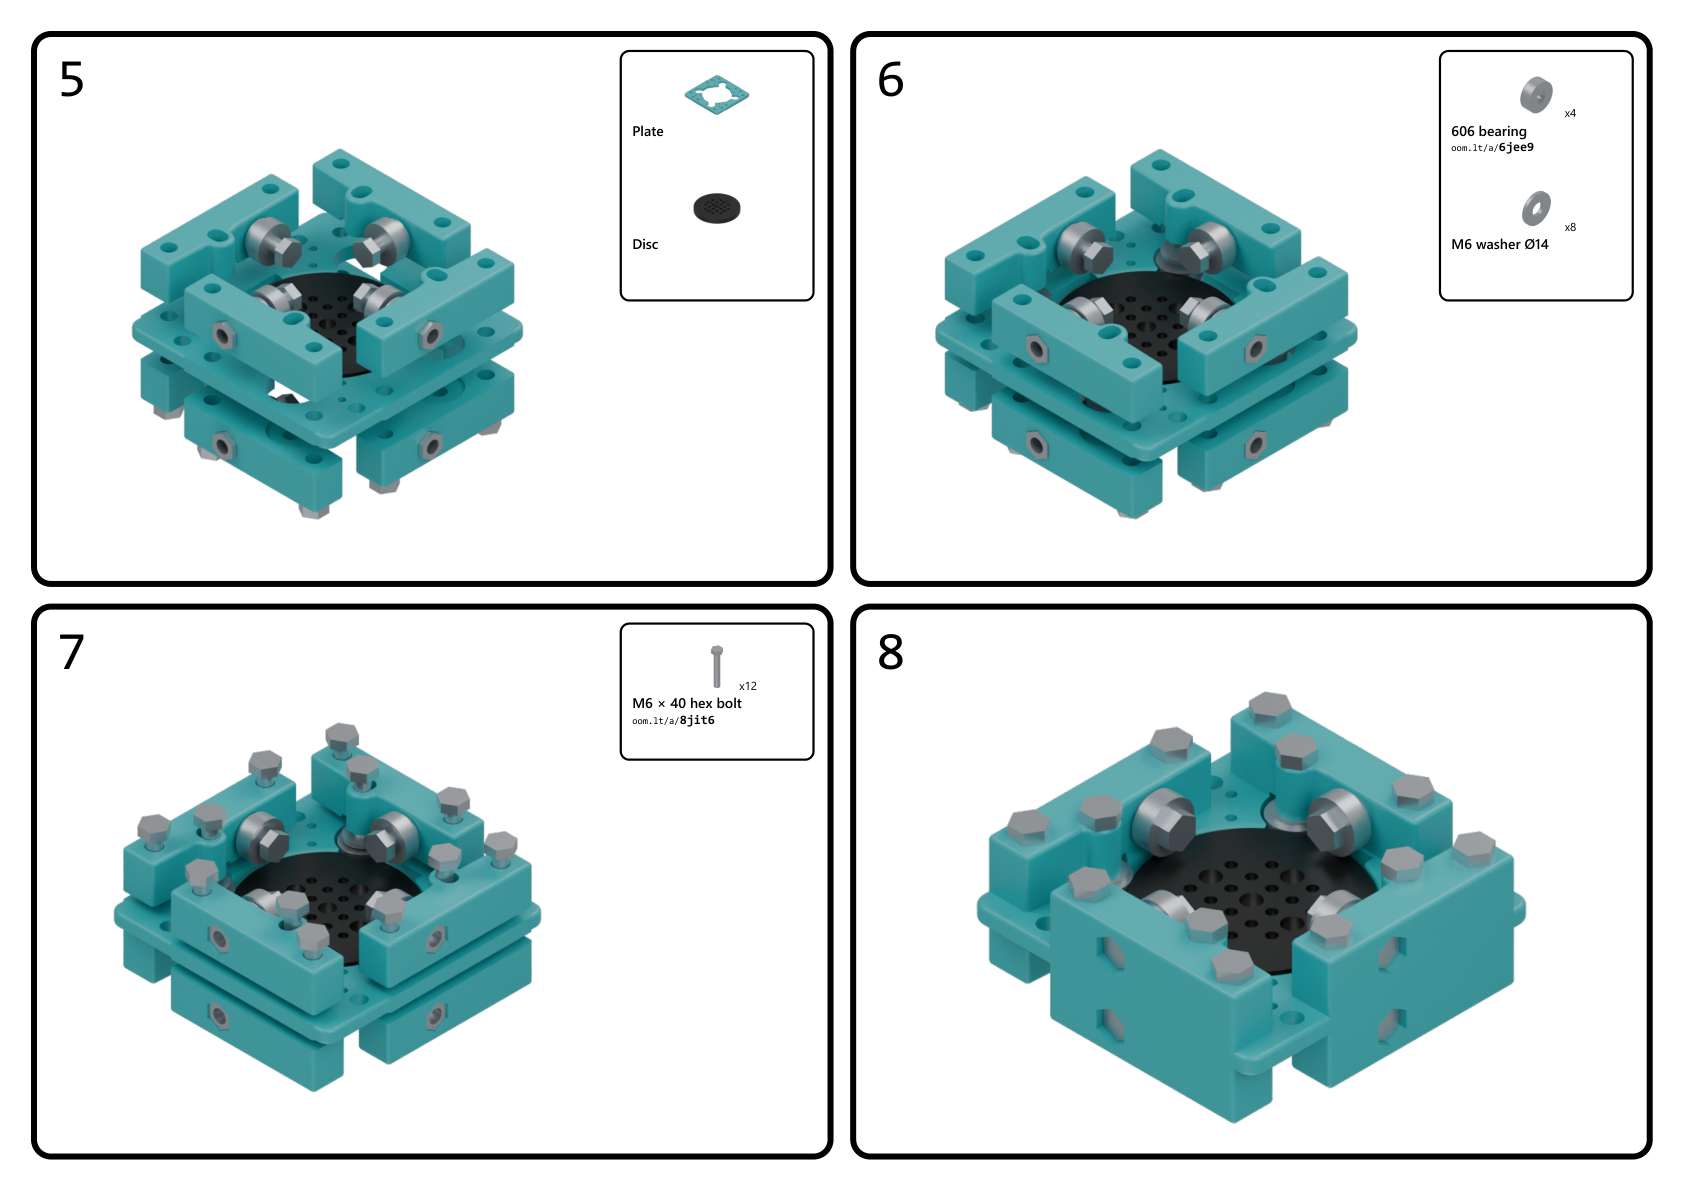 5
Plate
Disc
6
x4
606 bearing
oom.lt/a/6jee9
x8
M6 washer Ø14
7
x12
M6 × 40 hex bolt
oom.lt/a/8jit6
8